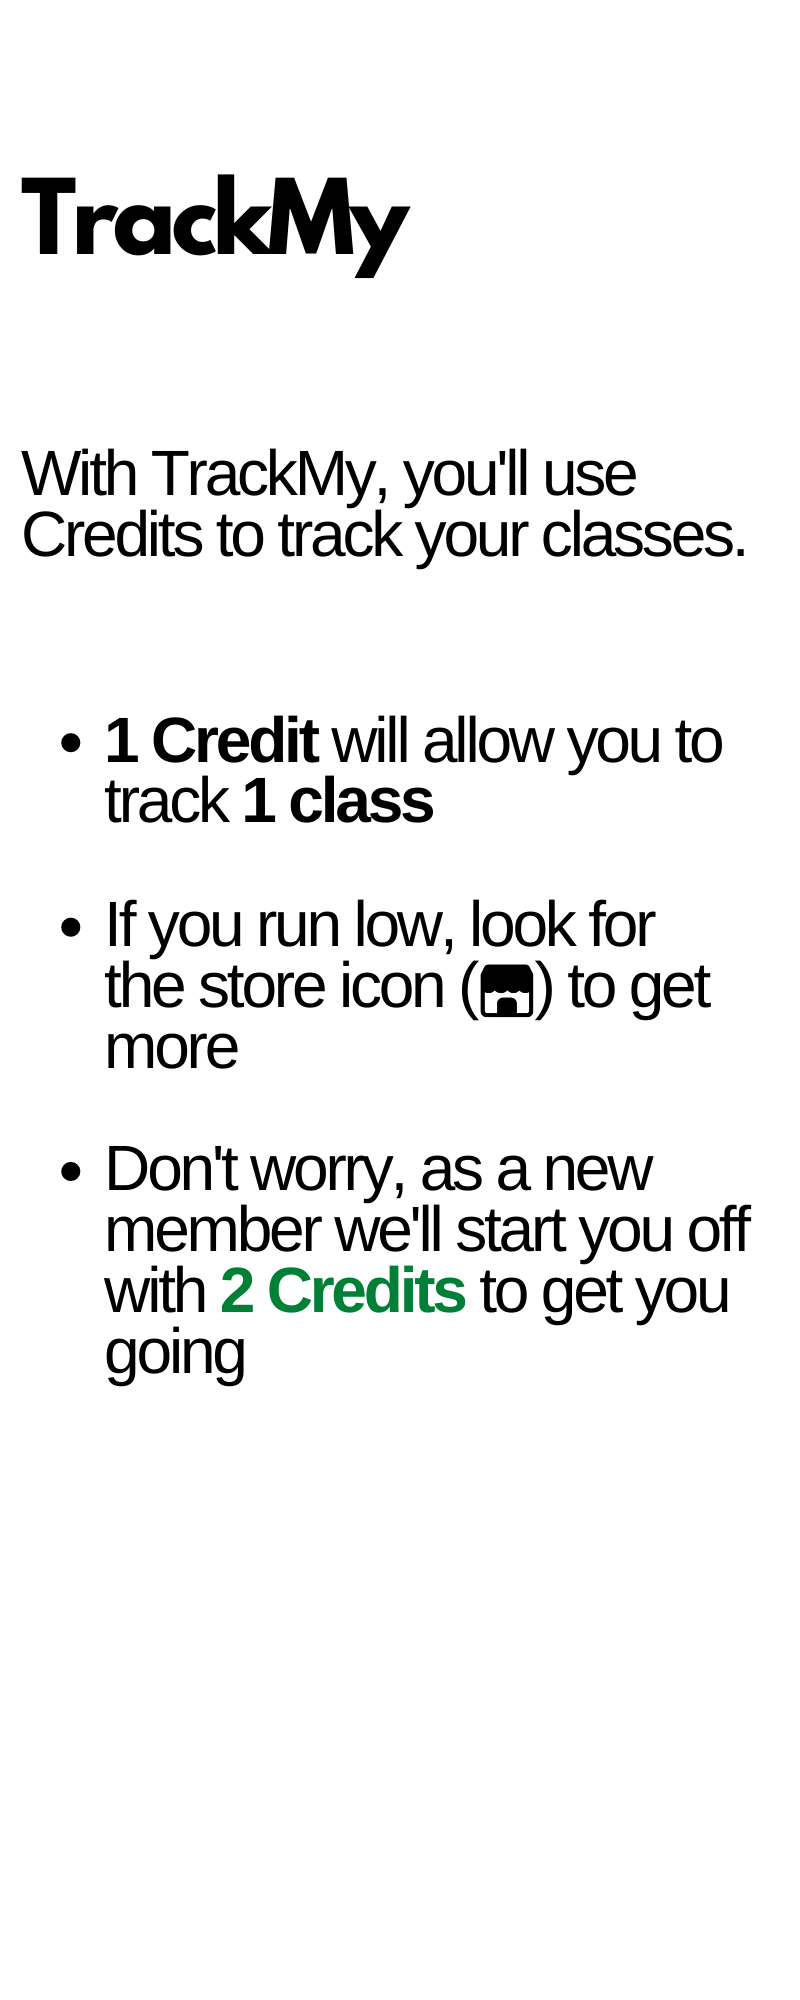 TrackMy
With TrackMy, you'll use
Credits to track your classes.
• 1 Credit will allow you to
track 1 class
• If you run low, look for
the store icon () to get
more
• Don't worry, as a new
member we'll start you off
with 2 Credits to get you
going